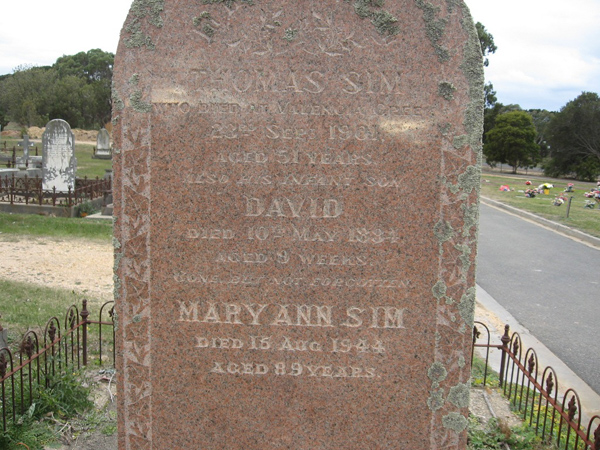 THOMAS SIM
WHO DIED AT VALENCIA CREEK
23RD SEPT
AGED 51 YEARS.
ALSO HIS INFANT SON
DAVID
DIED 10TH MAY 1884
AGED 9 WEEKS.
GONE BUT NOT FORGOTTEN.
MARY ANN SIM
DIED 15 AUG 1944
AGED 89 YEARS.